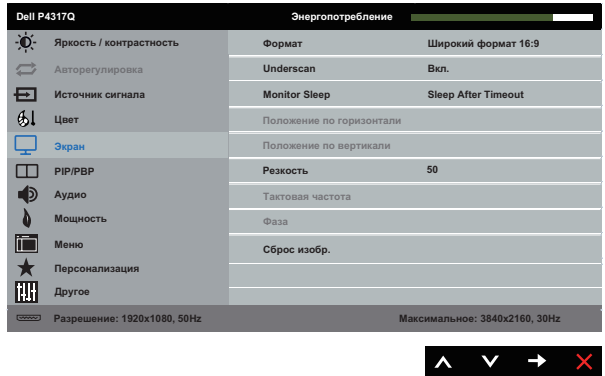 Dell P4317Q Энергопотребление
Яркость / контрастность Формат Широкий формат 16:9
Авторегулировка Underscan Вкл.
Источник сигнала Monitor Sleep Sleep After Timeout
Цвет Положение по горизонтали
Экран Положение по вертикали
PIP/PBP Резкость 50
Аудио Тактовая частота
Мощность Фаза
Меню Сброс изобр.
Персонализация
Другое
Разрешение: 1920x1080, 50Hz Максимальное: 3840x2160, 30Hz